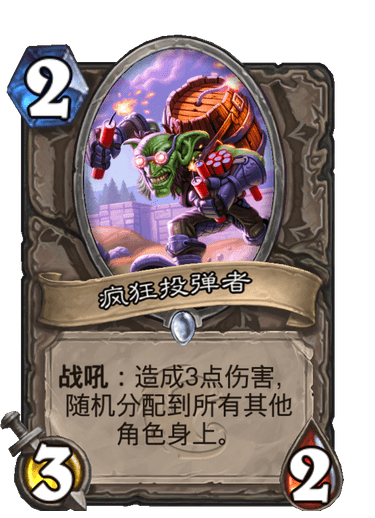 2
疯狂投弹者
战吼：造成3点伤害，
随机分配到所有其他
角色身上。
3
2